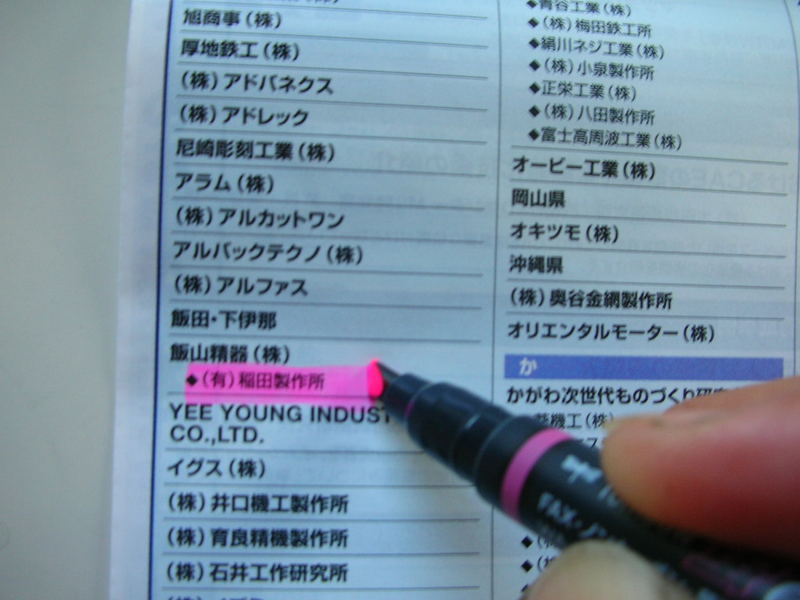 旭商事(株)
厚地鉄工(株)
(株)アドバネクス
(株)アドレック
尼崎彫刻工業(株)
アラム(株)
(株)アルカットワン
アルバックテクノ(株)
(株)アルファス
飯田・下伊那
飯山精器(株)
◆(有)稲田製作所
YEE YOUNG INDUST
CO.,LTD.
イグス(株)
(株)井口機工製作所
(株)育良精機製作所
(株)石井工作研究所
◆青谷工業(株)
◆(株)梅田鉄工所
◆絹川ネジ工業(株)
◆(株)小泉製作所
◆正栄工業(株)
◆(株)八田製作所
◆富士高周波工業(株)
オーピー工業(株)
岡山県
オキツモ(株)
沖縄県
(株)奥谷金網製作所
オリエンタルモーター(株)
か
かがわ次世代ものづくり研究
機工(株)
FAX・